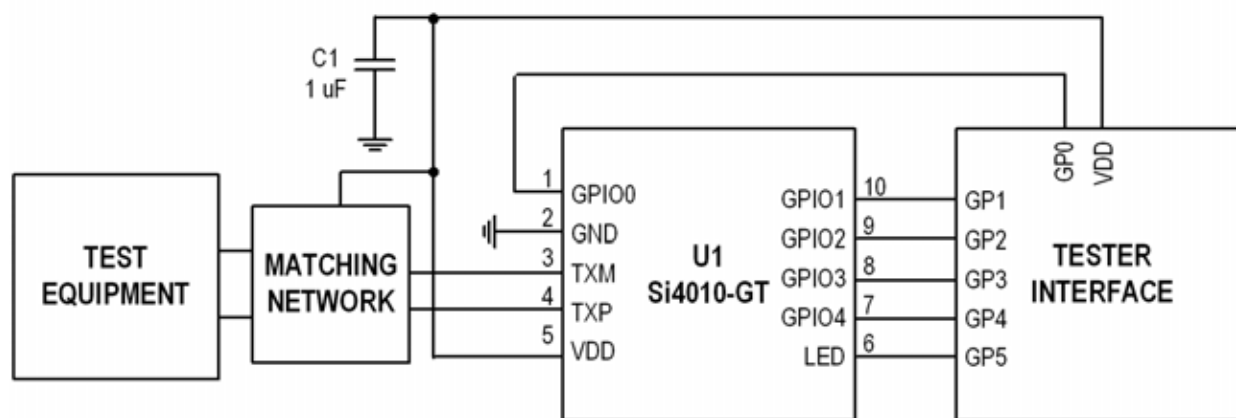 C1
1 uF
GP0
VDD
TEST
EQUIPMENT
MATCHING
NETWORK
1
GPIO0
2
GND
3
TXM
4
TXP
5
VDD
U1
Si4010-GT
GPIO1
10
GPIO2
9
GPIO3
8
GPIO4
7
LED
6
GP1
GP2
GP3
GP4
GP5
TESTER
INTERFACE